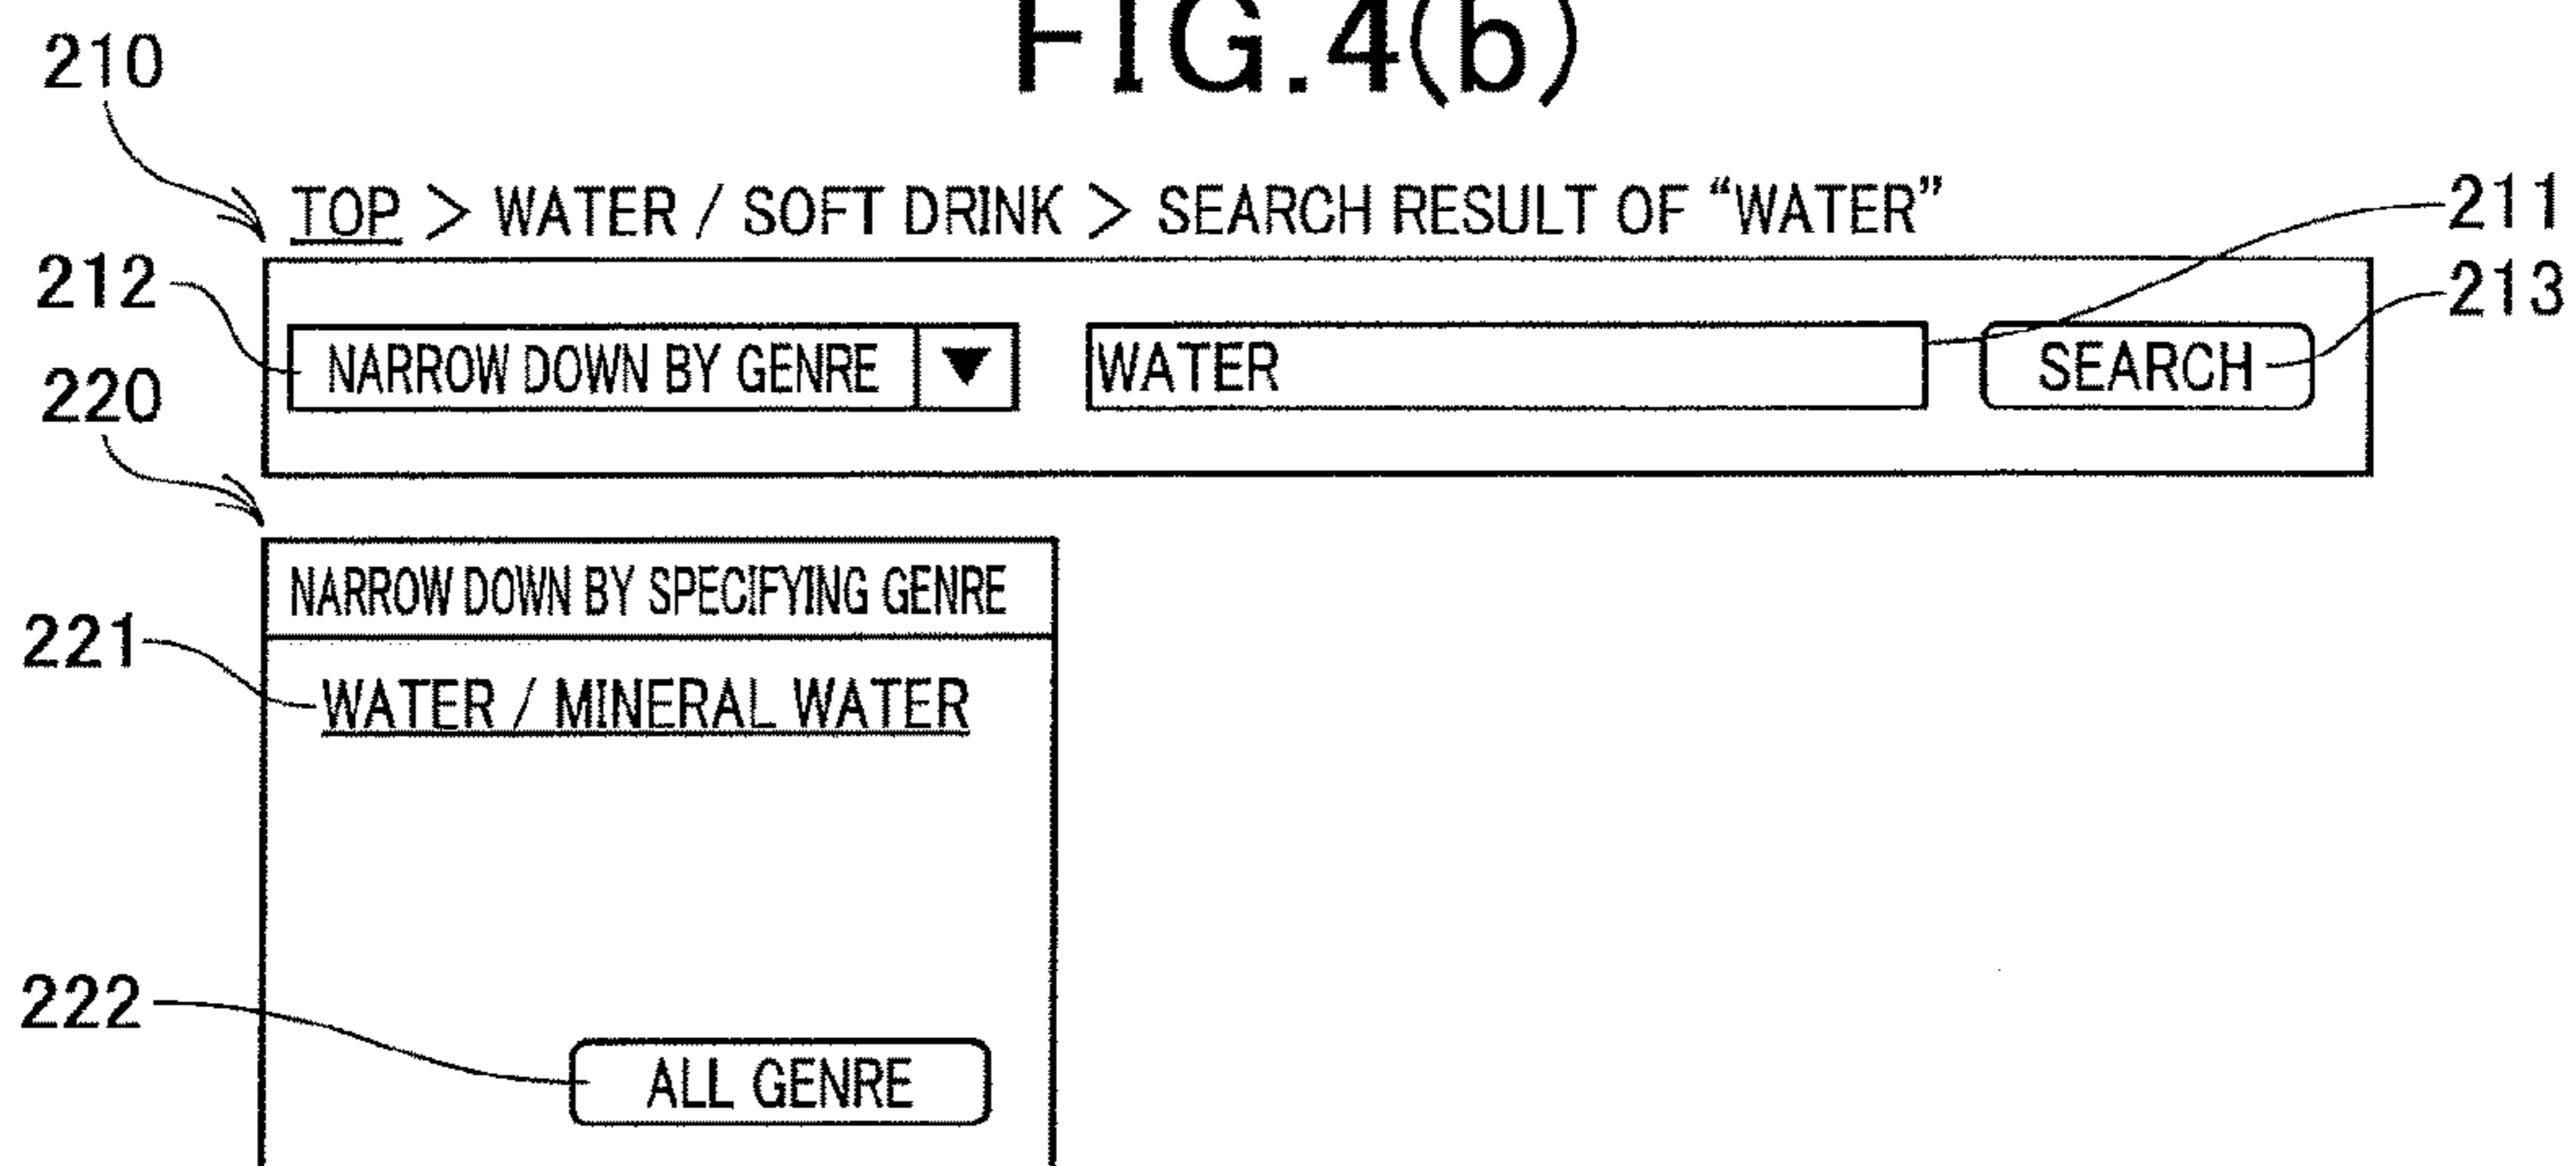 FIG.4(b)
210
TOP > WATER / SOFT DRINK > SEARCH RESULT OF “WATER”
211
212
NARROW DOWN BY GENRE ▼ WATER SEARCH
213
220
NARROW DOWN BY SPECIFYING GENRE
221
WATER / MINERAL WATER
222
ALL GENRE